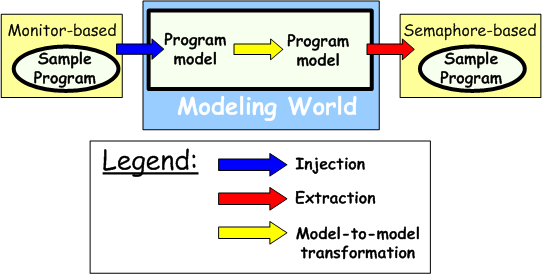 Monitor-based
Sample
Program
Program
model
Program
model
Modeling World
Semaphore-based
Sample
Program
Legend:
Injection
Extraction
Model-to-model
transformation